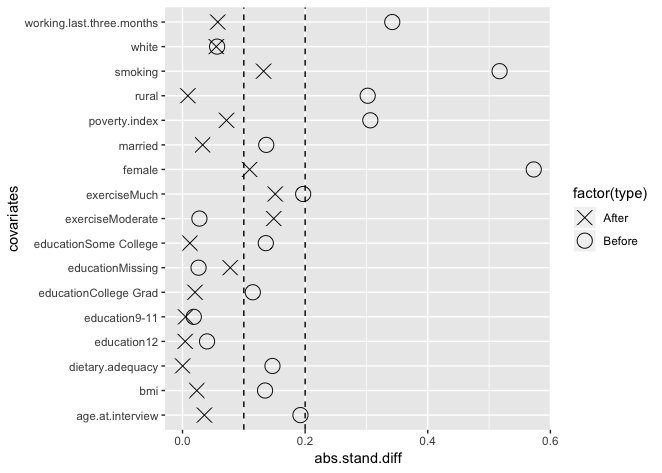 working.last.three.months
white
smoking
rural
poverty.index
married
female
exerciseMuch
exerciseModerate
educationSome College
educationMissing
educationCollege Grad
education9-11
education12
dietary.adequacy
bmi
age.at.interview
covariates
0.0 0.2 0.4 0.6
abs.stand.diff
factor(type)
After
Before